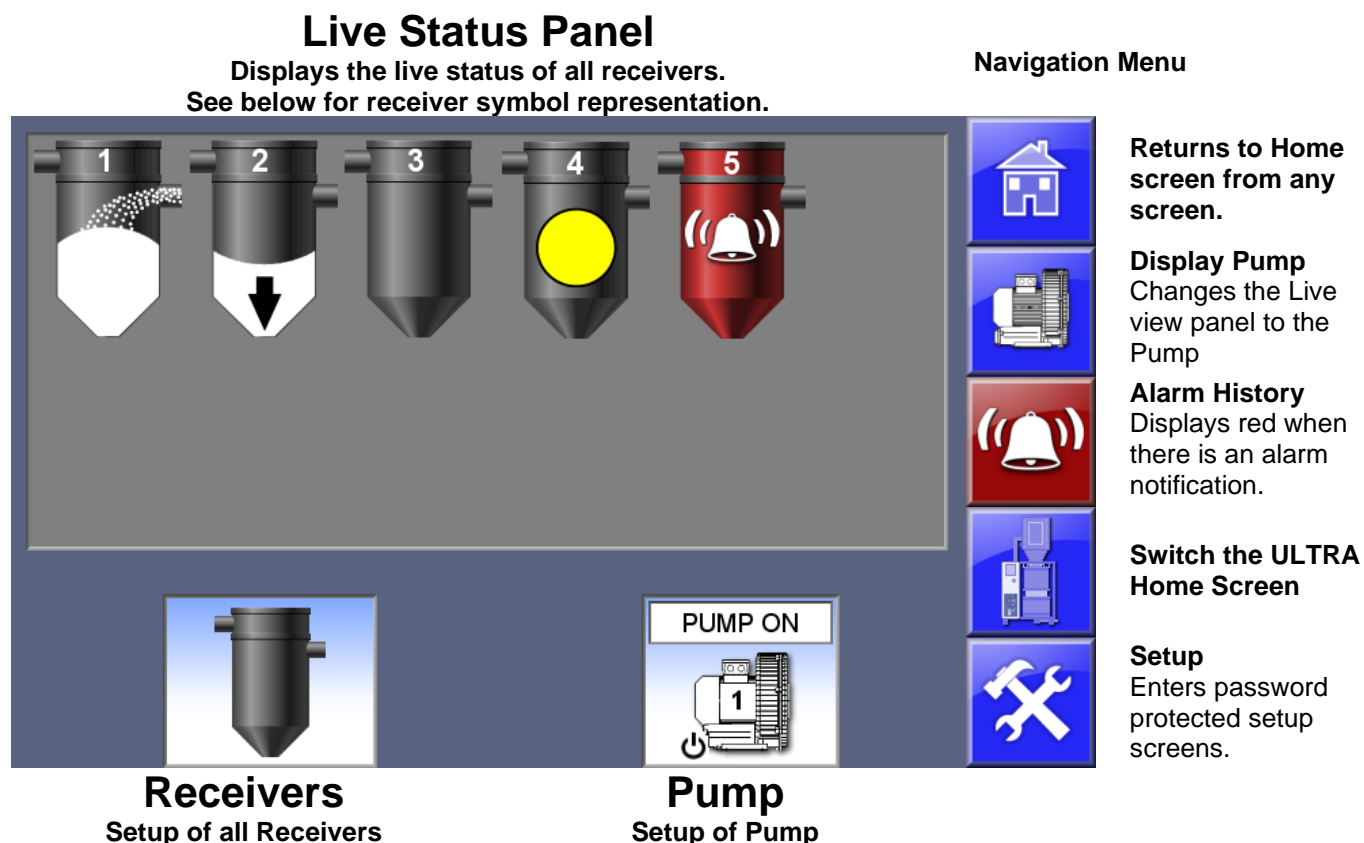 Live Status Panel
Displays the live status of all receivers.
See below for receiver symbol representation.
Navigation Menu
1
2
3
4
5
Returns to Home
screen from any
screen.
Display Pump
Changes the Live
view panel to the
Pump
Alarm History
Displays red when
there is an alarm
notification.
Switch the ULTRA
Home Screen
Setup
Enters password
protected setup
screens.
PUMP ON
1
Receivers
Setup of all Receivers
Pump
Setup of Pump